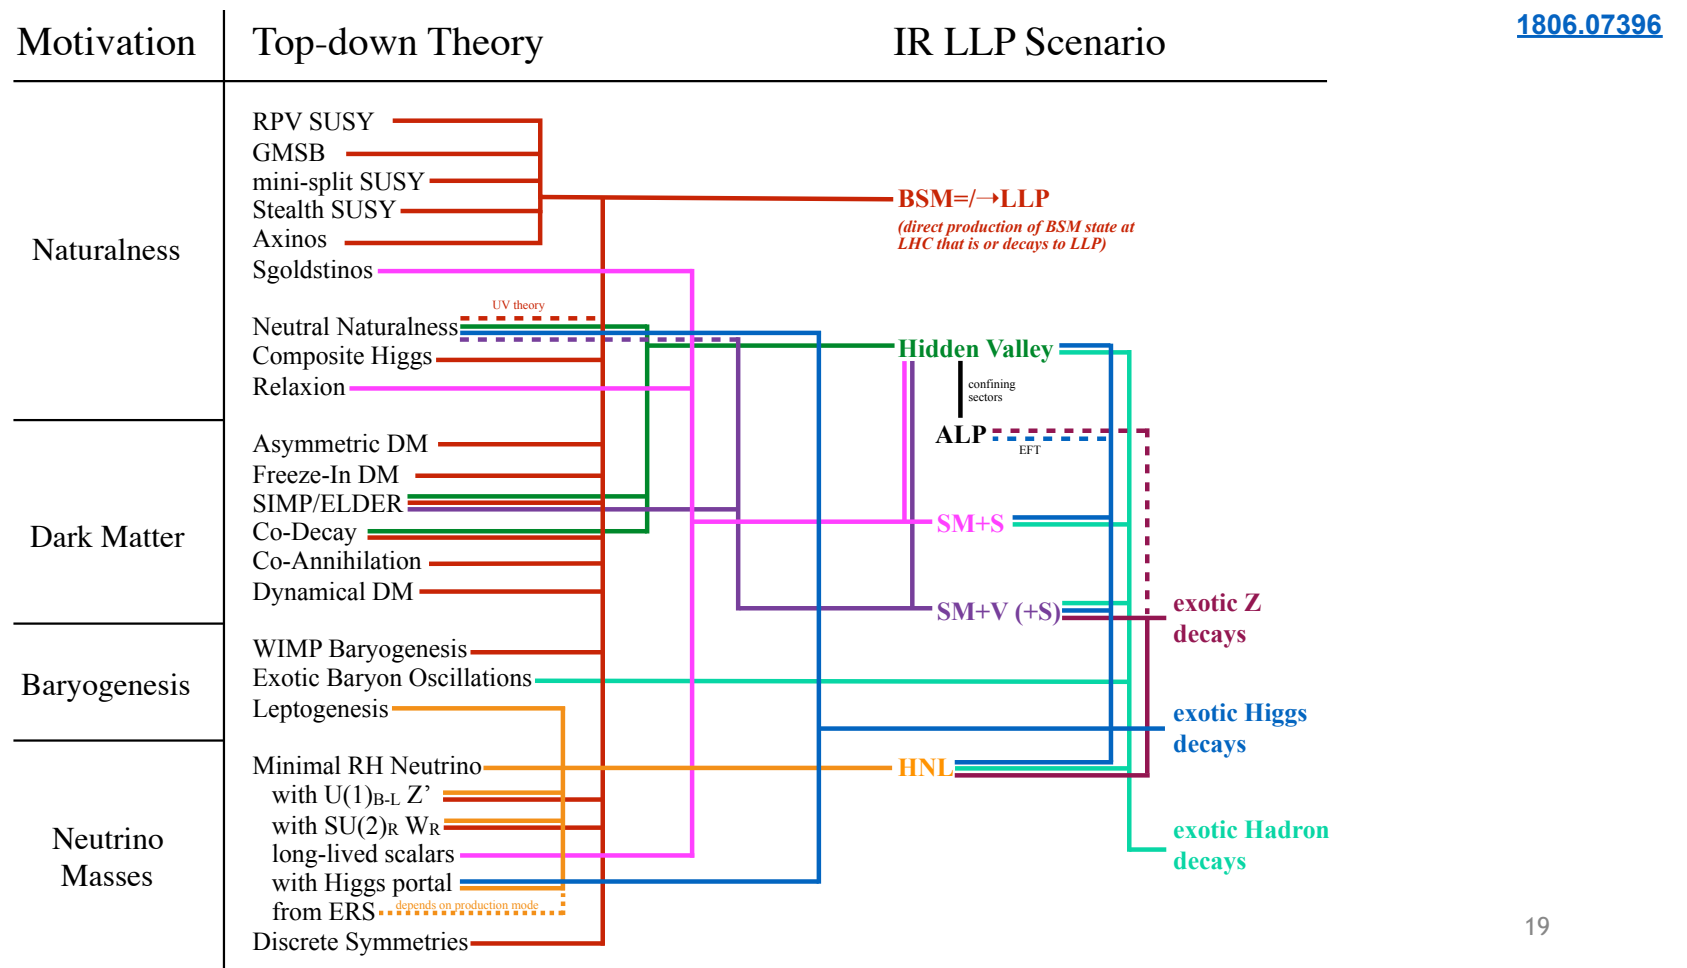 Motivation
Top-down Theory
IR LLP Scenario
1806.07396
Naturalness
RPV SUSY
GMSB
mini-split SUSY
Stealth SUSY
Axinos
Sgoldstinos
UV theory
Neutral Naturalness
Composite Higgs
Relaxion
BSM=/→LLP
(direct production of BSM state at
LHC that is or decays to LLP)
Hidden Valley
confining
sectors
ALP
EFT
Dark Matter
Asymmetric DM
Freeze-In DM
SIMP/ELDER
Co-Decay
Co-Annihilation
Dynamical DM
SM+S
SM+V (+S)
exotic Z
decays
Baryogenesis
WIMP Baryogenesis
Exotic Baryon Oscillations
Leptogenesis
exotic Higgs
decays
Neutrino
Masses
Minimal RH Neutrino
with U(1)B-L Z’
with SU(2)R WR
long-lived scalars
with Higgs portal
from ERS
depends on production mode
Discrete Symmetries
HNL
exotic Hadron
decays
19